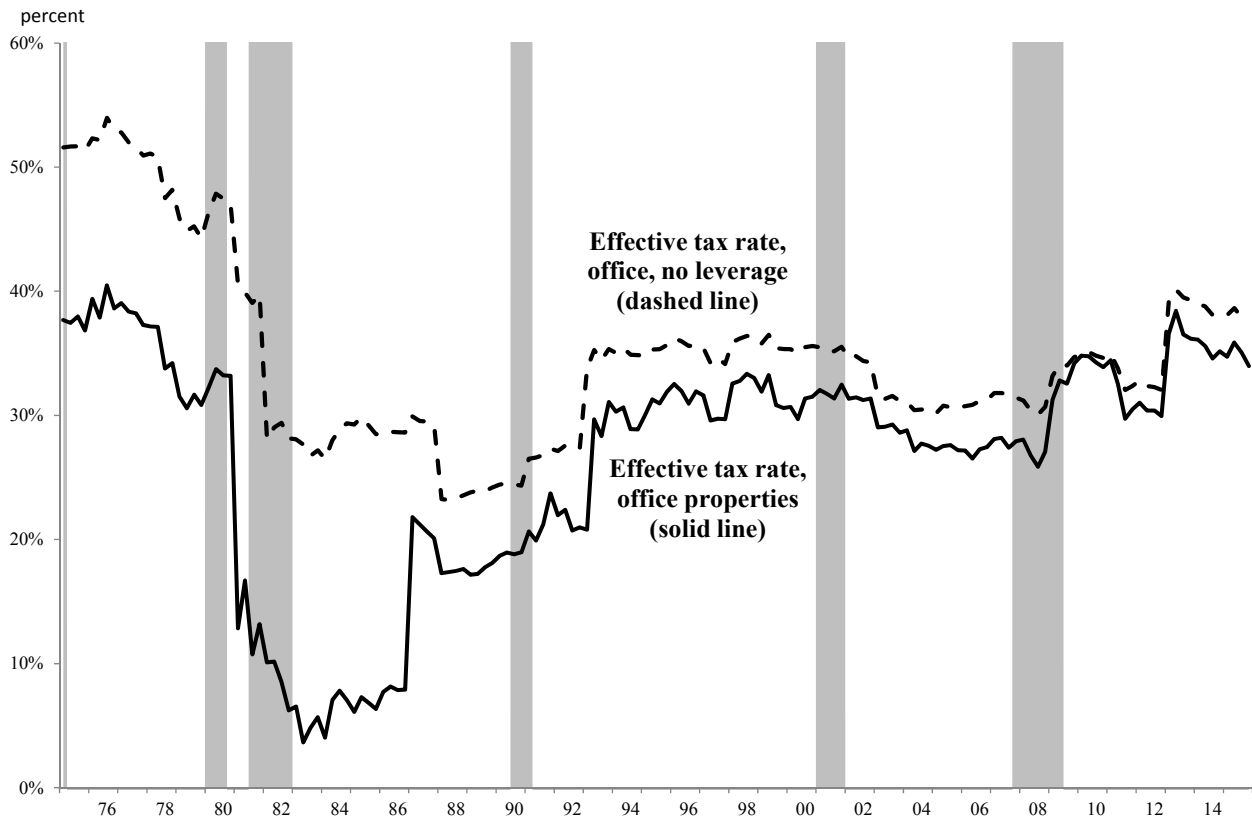 percent
60%
50%
40%
30%
20%
10%
0%
Effective tax rate,
office, no leverage
(dashed line)
Effective tax rate,
office properties
(solid line)
76 78 80 82 84 86 88 90 92 94 96 98 00 02 04 06 08 10 12 14